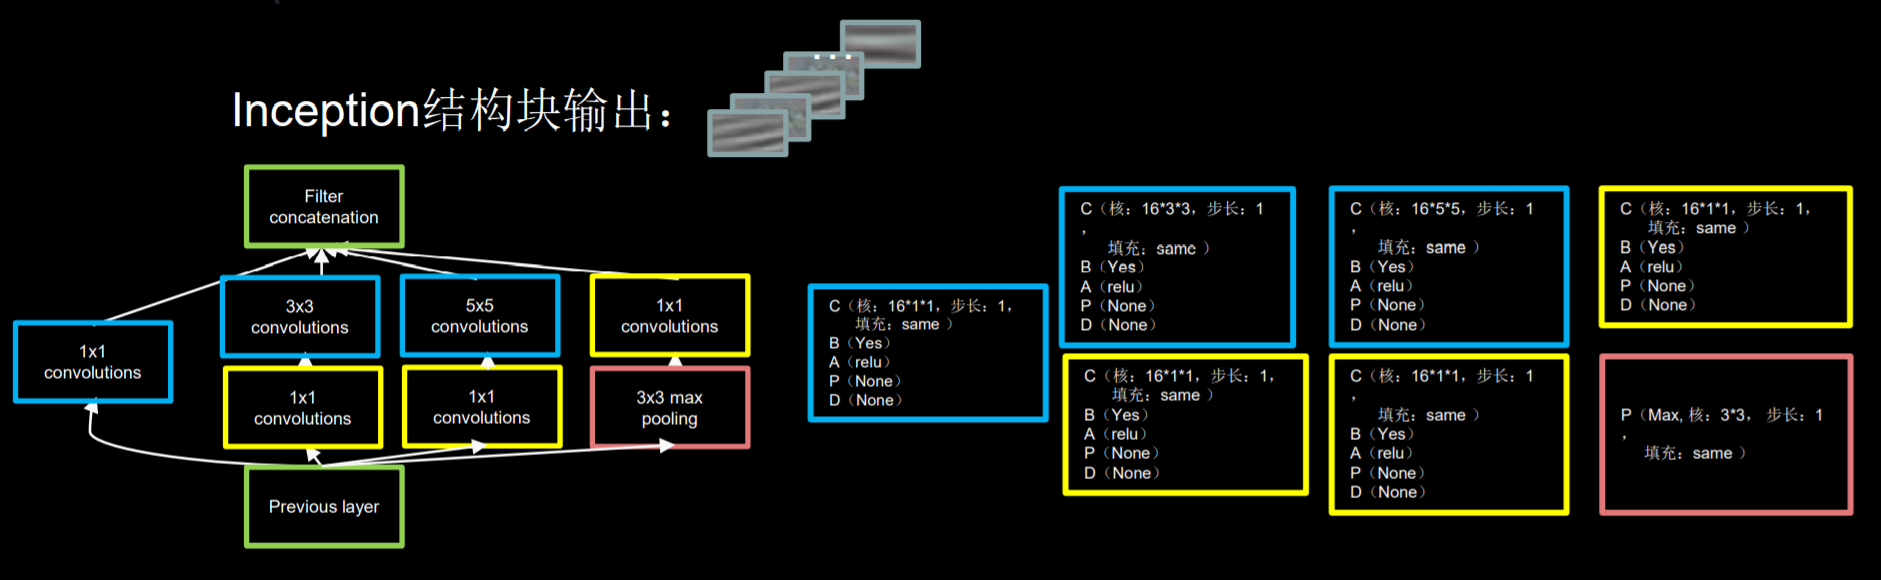 Inception结构块输出：
...
Filter
concatenation
3x3
convolutions
5x5
convolutions
1x1
convolutions
1x1
convolutions
1x1
convolutions
1x1
convolutions
3x3 max
pooling
Previous layer
C（核：16*1*1，步长：1，
填充：same ）
B（Yes）
A（relu）
P（None）
D（None）
C（核：16*3*3，步长：1
，
填充：same ）
B（Yes）
A（relu）
P（None）
D（None）
C（核：16*1*1，步长：1，
填充：same ）
B（Yes）
A（relu）
P（None）
D（None）
C（核：16*5*5，步长：1
，
填充：same ）
B（Yes）
A（relu）
P（None）
D（None）
C（核：16*1*1，步长：1
，
填充：same ）
B（Yes）
A（relu）
P（None）
D（None）
C（核：16*1*1，步长：1，
填充：same ）
B（Yes）
A（relu）
P（None）
D（None）
P（Max, 核：3*3， 步长：1
，
填充：same ）